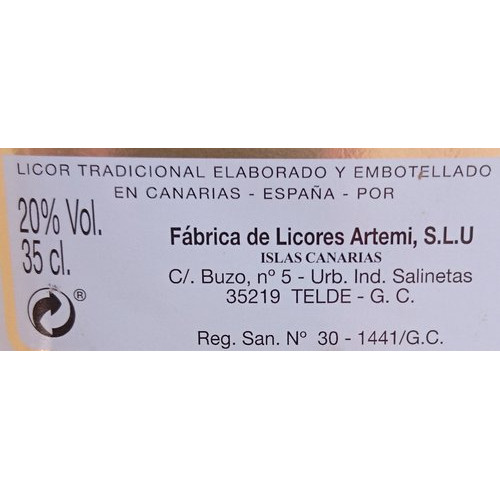 LICOR TRADICIONAL ELABORADO Y EMBOTELLADO
EN CANARIAS - ESPAÑA - POR
20% Vol.
35 cl.
®
Fábrica de Licores Artemi, S.L.U
ISLAS CANARIAS
C/. Buzo, nº 5 - Urb. Ind. Salinetas
35219 TELDE - G. C.
Reg. San. Nº 30 - 1441/G.C.